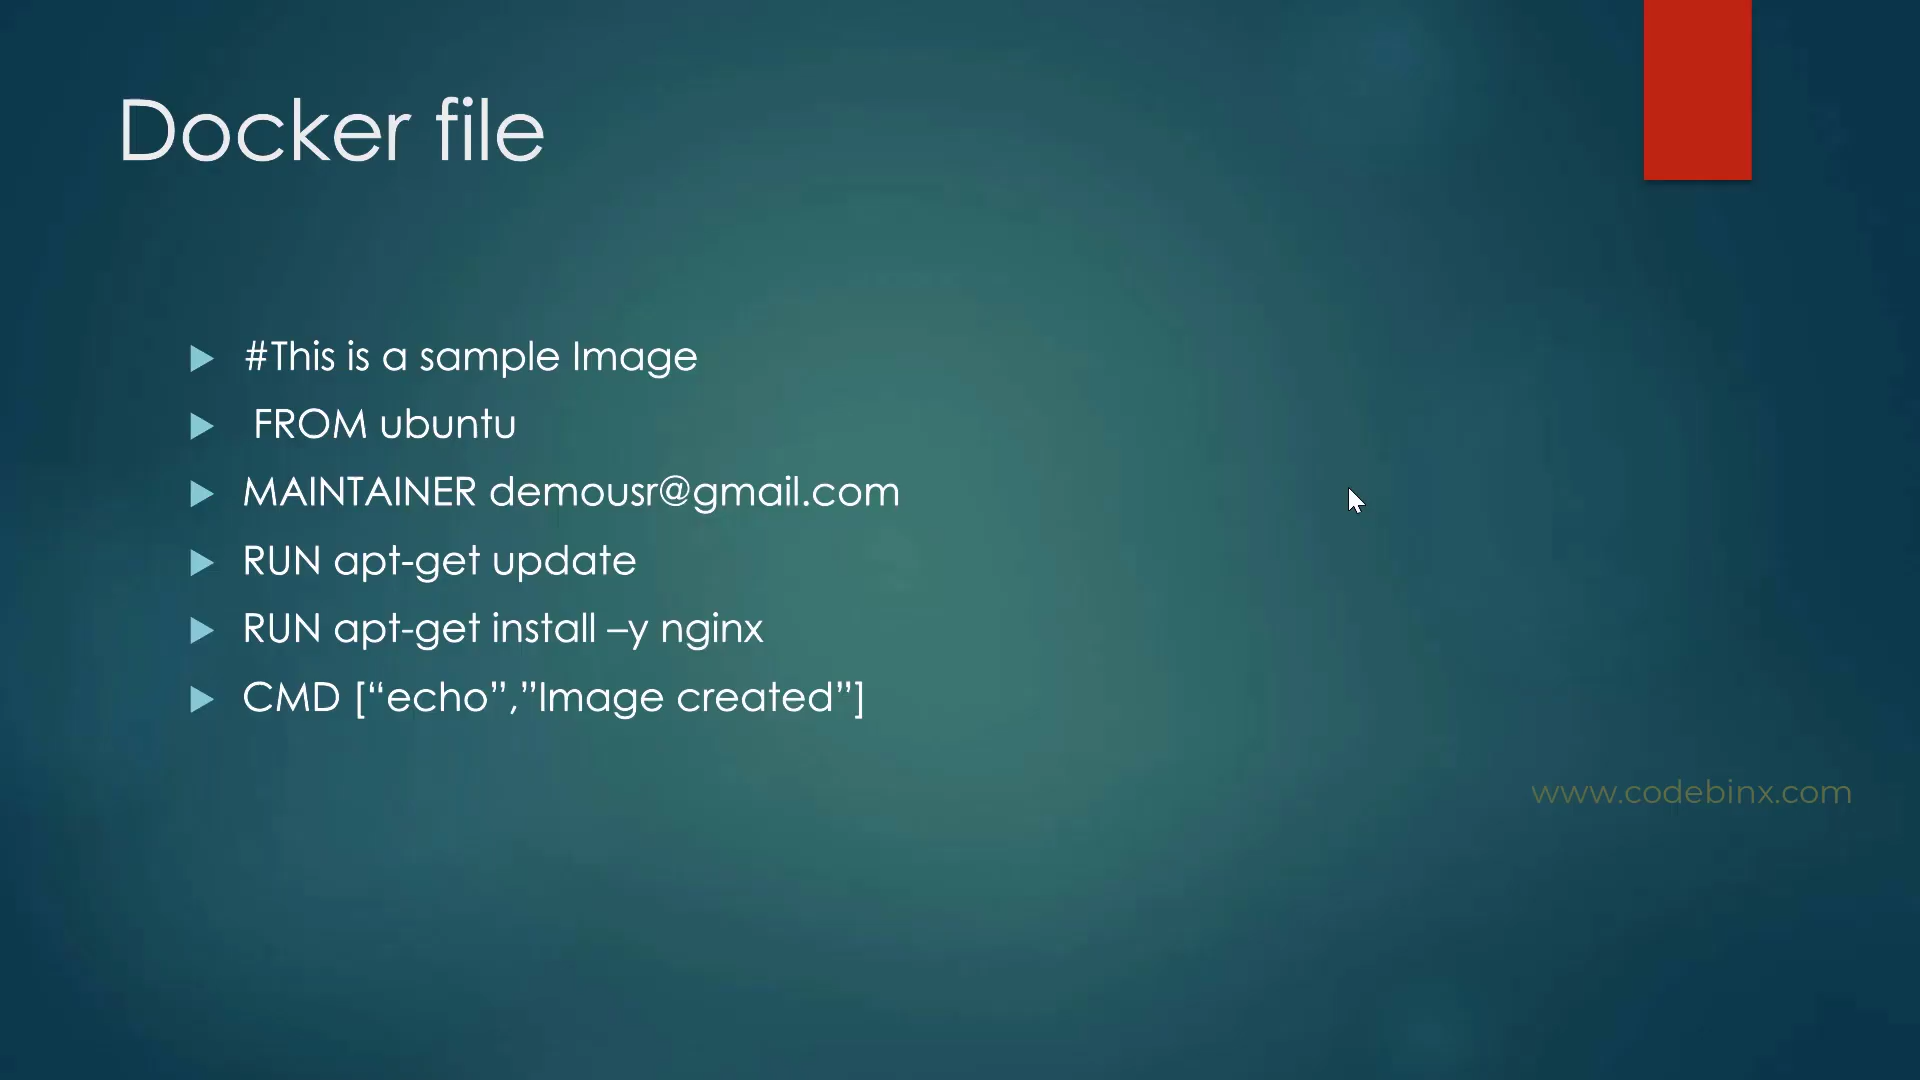 Docker file
#This is a sample Image
FROM ubuntu
MAINTAINER demousr@gmail.com
RUN apt-get update
RUN apt-get install –y nginx
CMD [“echo”,”Image created”]
www.codebinx.com